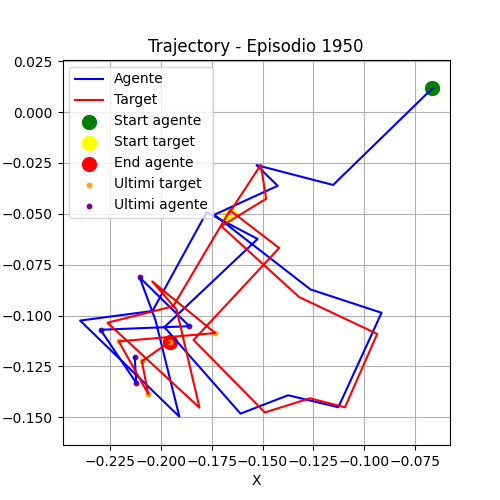 Trajectory - Episodio 1950
0.025
0.000
−0.025
−0.050
−0.075
−0.100
−0.125
−0.150
Agente
Target
Start agente
Start target
End agente
Ultimi target
Ultimi agente
−0.225 −0.200 −0.175 −0.150 −0.125 −0.100 −0.075
X